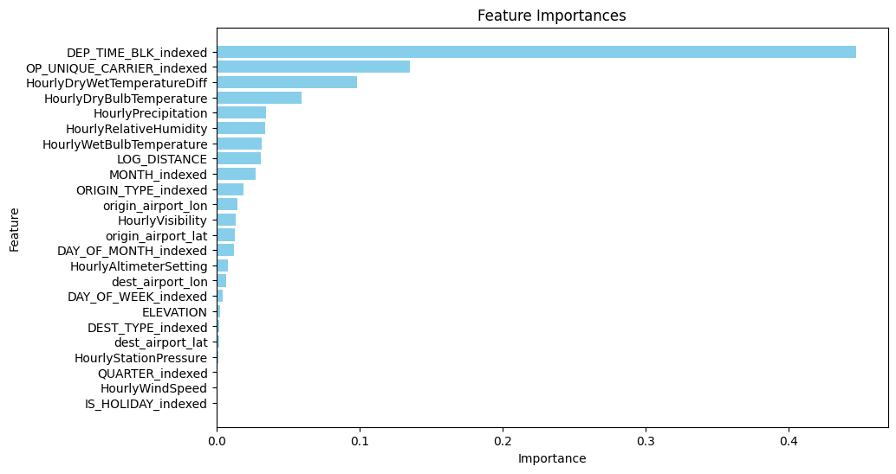 Feature Importances
DEP_TIME_BLK_indexed
OP_UNIQUE_CARRIER_indexed
HourlyDryWetTemperatureDiff
HourlyDryBulbTemperature
HourlyPrecipitation
HourlyRelativeHumidity
HourlyWetBulbTemperature
LOG_DISTANCE
MONTH_indexed
ORIGIN_TYPE_indexed
origin_airport_lon
HourlyVisibility
origin_airport_lat
DAY_OF_MONTH_indexed
HourlyAltimeterSetting
dest_airport_lon
DAY_OF_WEEK_indexed
ELEVATION
DEST_TYPE_indexed
dest_airport_lat
HourlyStationPressure
QUARTER_indexed
HourlyWindSpeed
IS_HOLIDAY_indexed
Feature
0.0 0.1 0.2 0.3 0.4
Importance